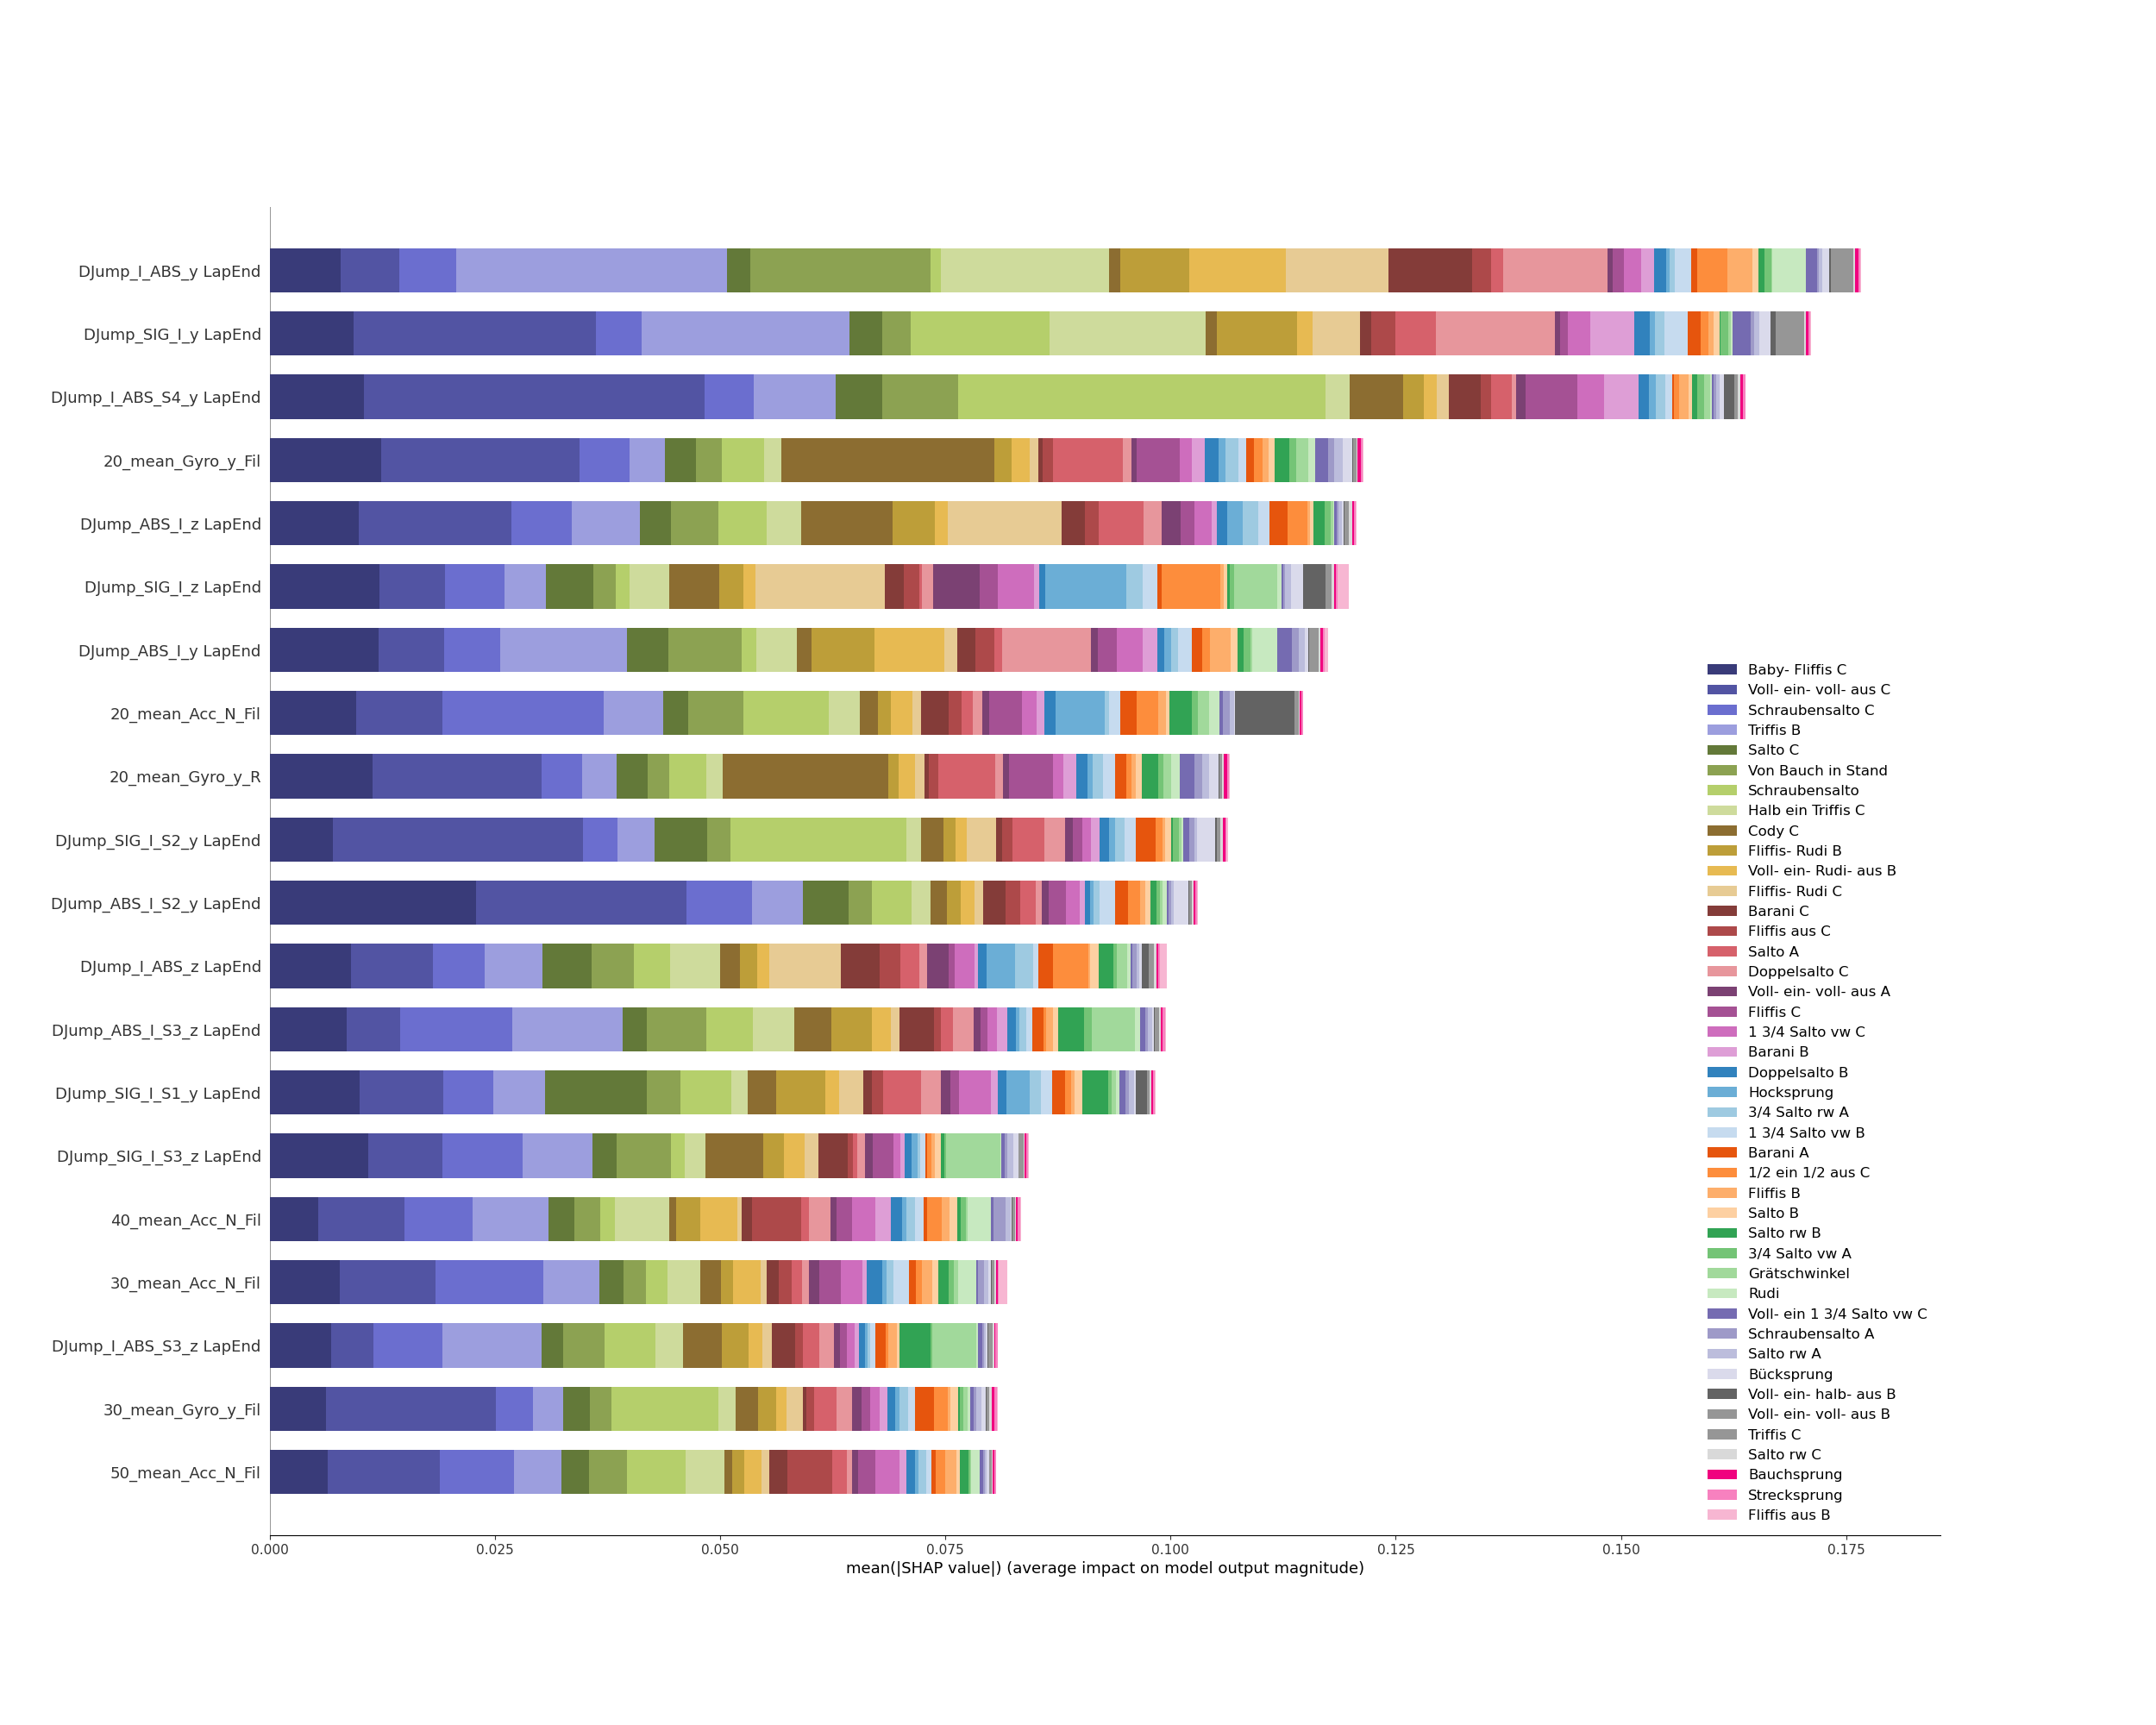 DJump_I_ABS_y LapEnd
DJump_SIG_I_y LapEnd
DJump_I_ABS_S4_y LapEnd
20_mean_Gyro_y_Fil
DJump_ABS_I_z LapEnd
DJump_SIG_I_z LapEnd
DJump_ABS_I_y LapEnd
20_mean_Acc_N_Fil
20_mean_Gyro_y_R
DJump_SIG_I_S2_y LapEnd
DJump_ABS_I_S2_y LapEnd
DJump_I_ABS_z LapEnd
DJump_ABS_I_S3_z LapEnd
DJump_SIG_I_S1_y LapEnd
DJump_SIG_I_S3_z LapEnd
40_mean_Acc_N_Fil
30_mean_Acc_N_Fil
DJump_I_ABS_S3_z LapEnd
30_mean_Gyro_y_Fil
50_mean_Acc_N_Fil
Baby- Fliffis C
Voll- ein- voll- aus C
Schraubensalto C
Triffis B
Salto C
Von Bauch in Stand
Schraubensalto
Halb ein Triffis C
Cody C
Fliffis- Rudi B
Voll- ein- Rudi- aus B
Fliffis- Rudi C
Barani C
Fliffis aus C
Salto A
Doppelsalto C
Voll- ein- voll- aus A
Fliffis C
1 3/4 Salto vw C
Barani B
Doppelsalto B
Hocksprung
3/4 Salto rw A
1 3/4 Salto vw B
Barani A
1/2 ein 1/2 aus C
Fliffis B
Salto B
Salto rw B
3/4 Salto vw A
Grätschwinkel
Rudi
Voll- ein 1 3/4 Salto vw C
Schraubensalto A
Salto rw A
Bücksprung
Voll- ein- halb- aus B
Voll- ein- voll- aus B
Triffis C
Salto rw C
Bauchsprung
Strecksprung
Fliffis aus B
0.000 0.025 0.050 0.075 0.100 0.125 0.150 0.175
mean(|SHAP value|) (average impact on model output magnitude)